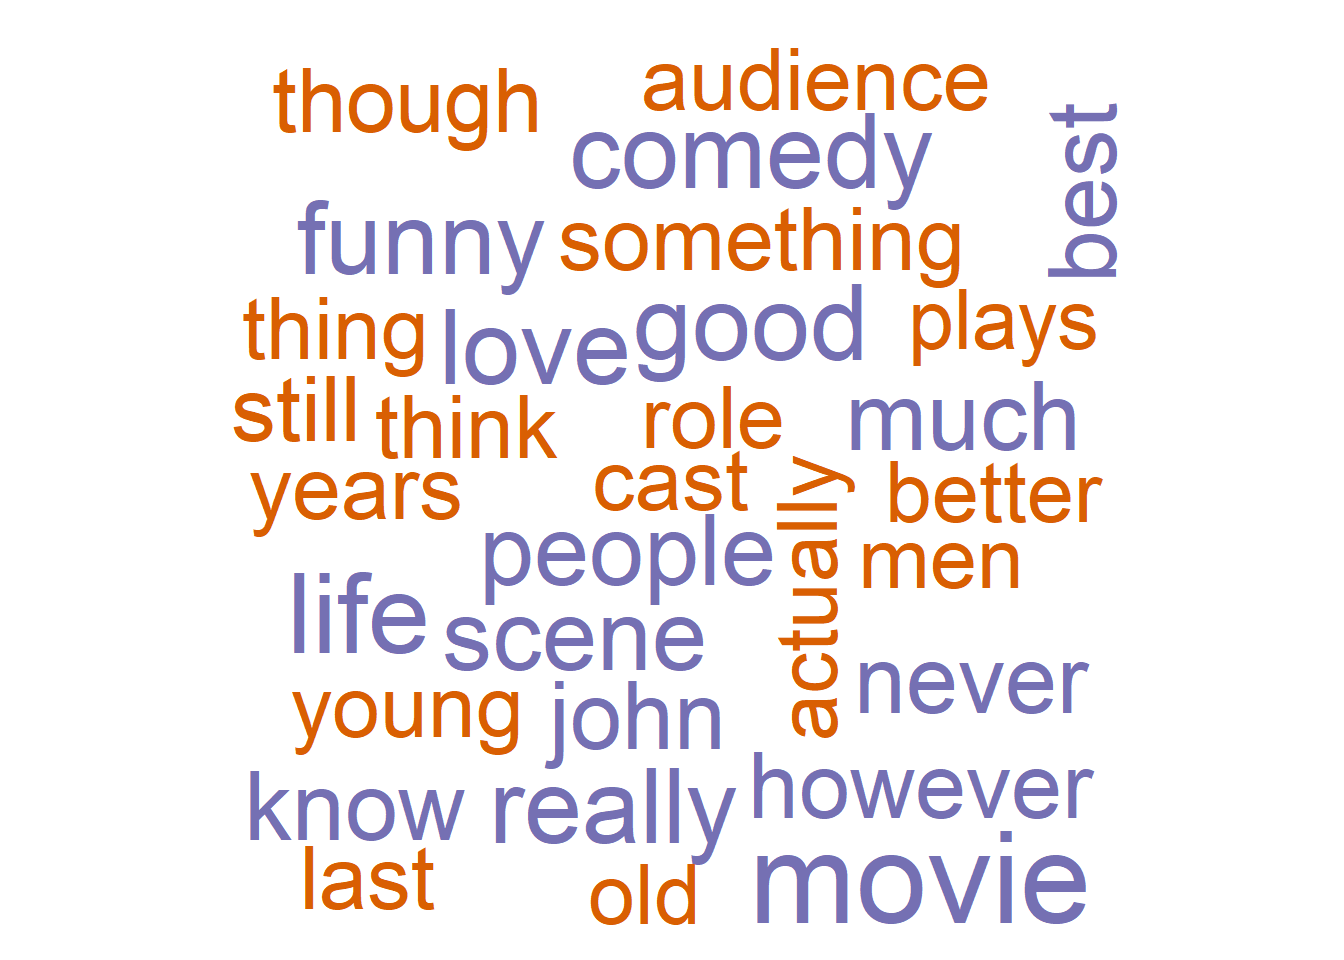 though
audience
comedy
best
funny
something
thing
love
good
plays
still
think
role
much
years
cast
actually
better
people
men
life
scene
never
young
john
know
really
however
last
old
movie